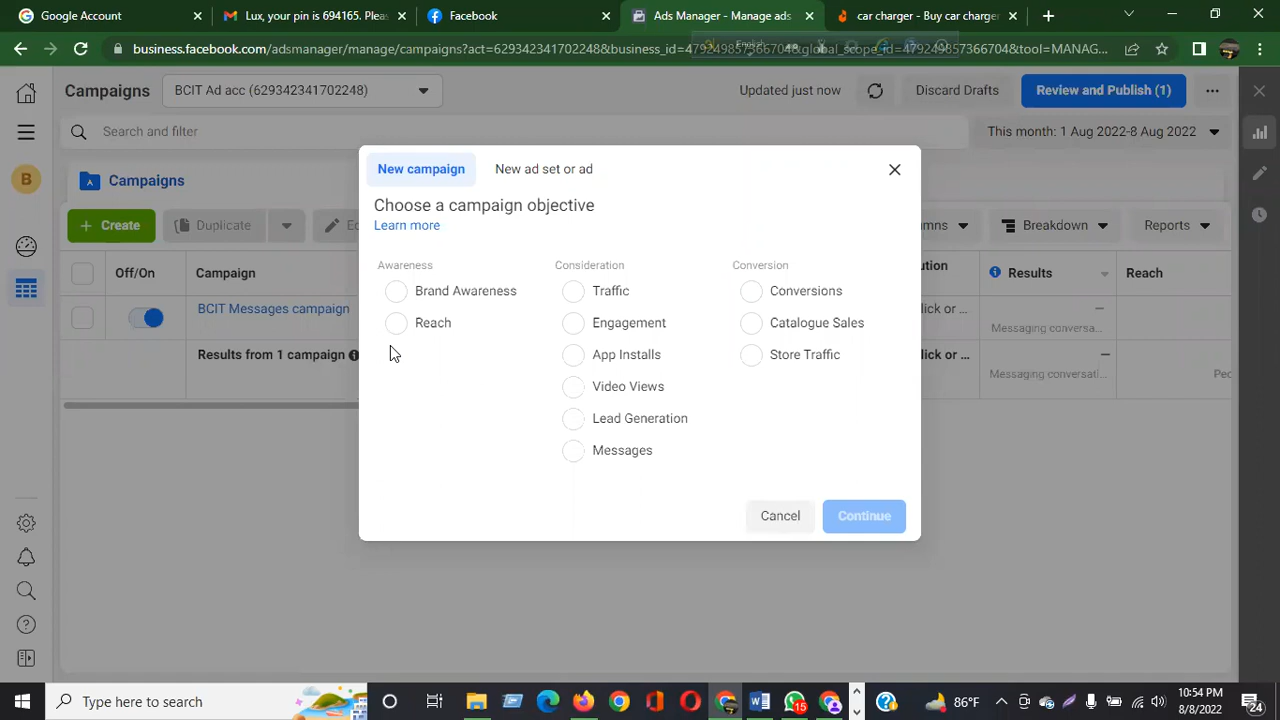 Google Account
Lux, your pin is 694165. Pleas
Facebook
Ads Manager - Manage ads
car charger - Buy car charger
business.facebook.com/adsmanager/manage/campaigns?act=629342341702248&business_id=479249857366704&global_scope_id=479249857366704&tool=MANAG...
English
Campaigns
BCIT Ad acc (629342341702248)
Updated just now
Discard Drafts
Review and Publish (1)
Search and filter
This month: 1 Aug 2022-8 Aug 2022
B
Campaigns
New campaign
New ad set or ad
Choose a campaign objective
Learn more
+ Create
Duplicate
Breakdown
Reports
Off/On
Campaign
Results
Reach
BCIT Messages campaign
Messaging conversa...
Results from 1 campaign
Messaging conversati...
Awareness
Brand Awareness
Reach
Consideration
Traffic
Engagement
App Installs
Video Views
Lead Generation
Messages
Conversion
Conversions
Catalogue Sales
Store Traffic
Cancel
Continue
Type here to search
15
86°F
10:54 PM
8/8/2022
24